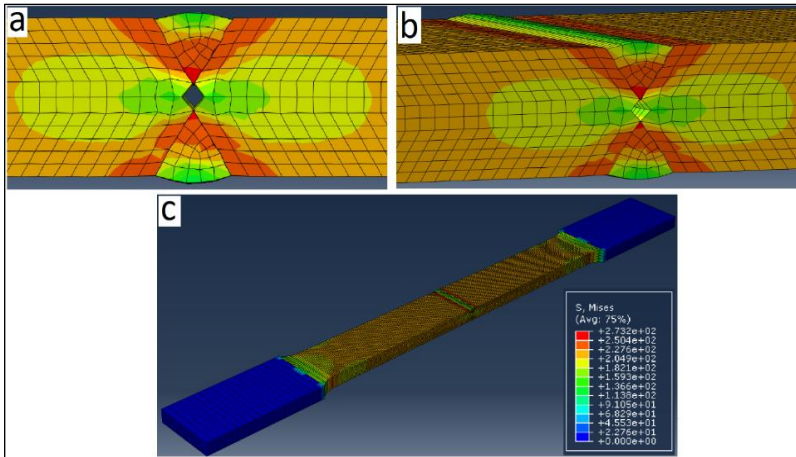 a
b
c
S, Mises
(Avg: 75%)
+2.732e+02
+2.504e+02
+2.276e+02
+2.049e+02
+1.821e+02
+1.593e+02
+1.366e+02
+1.138e+02
+9.105e+01
+6.829e+01
+4.553e+01
+2.276e+01
+0.000e+00